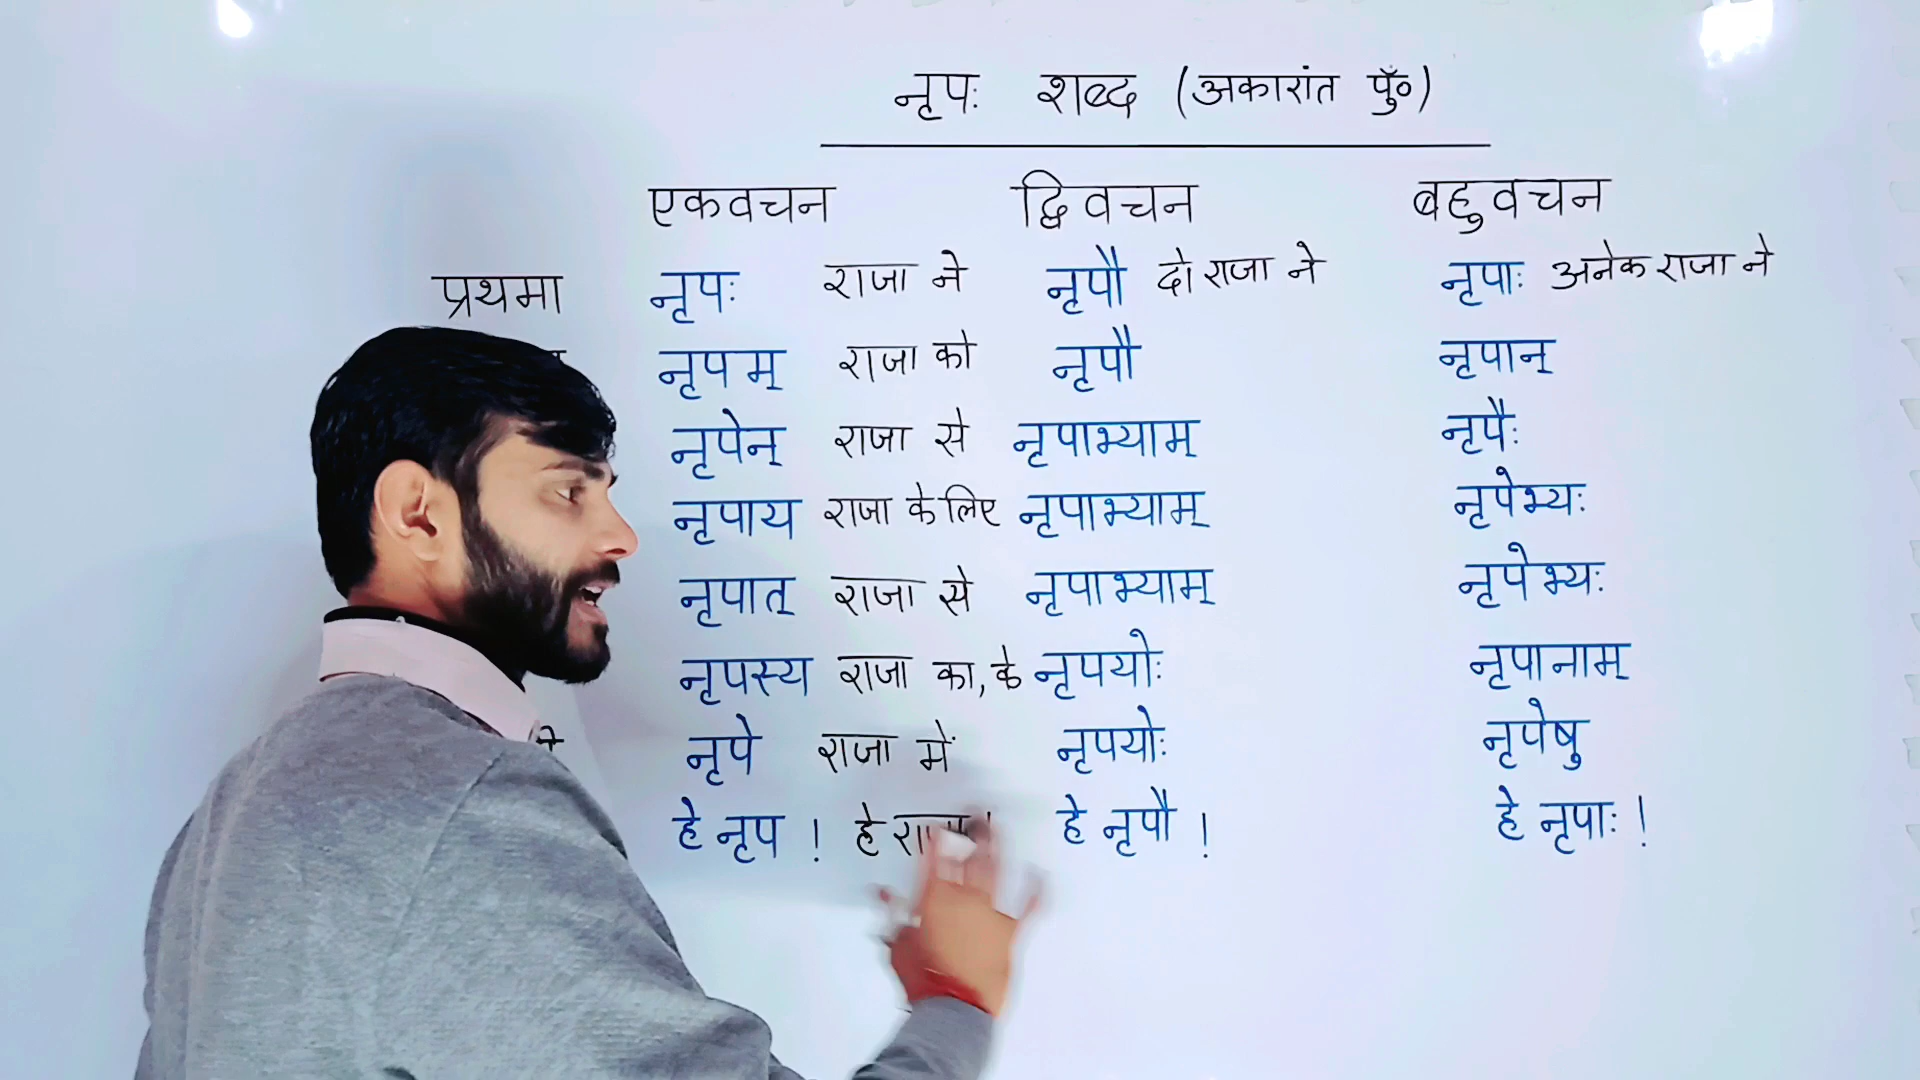 नृपः शब्द (अकारांत पुँ०)
एकवचन द्विवचन बहुवचन
प्रथमा नृपः राजा ने नृपौ दो राजा ने नृपाः अनेक राजा ने
नृपम् राजा को नृपौ नृपान्
नृपेन् राजा से नृपाभ्याम् नृपैः
नृपाय राजा के लिए नृपाभ्याम् नृपेभ्यः
नृपात् राजा से नृपाभ्याम् नृपेभ्यः
नृपस्य राजा का, के नृपयोः नृपानाम्
नृपे राजा में नृपयोः नृपेषु
हे नृप ! हे हे नृपौ ! हे नृपाः !